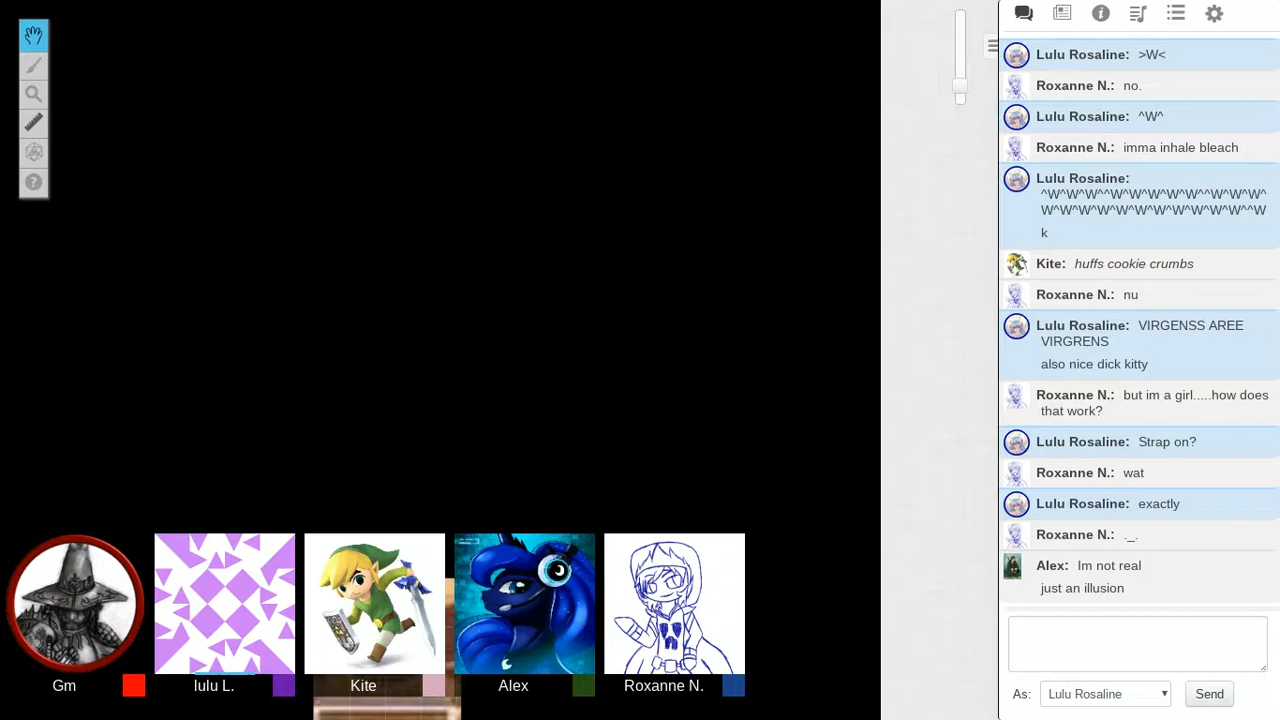 Lulu Rosaline: >W<
Roxanne N.: no.
Lulu Rosaline: ^W^
Roxanne N.: imma inhale bleach
Lulu Rosaline:
^W^W^W^^W^W^W^W^W^^W^W^W^
W^W^W^W^W^W^W^W^W^W^W^^W
k
Kite: huffs cookie crumbs
Roxanne N.: nu
Lulu Rosaline: VIRGENSS AREE
VIRGRENS
also nice dick kitty
Roxanne N.: but im a girl.....how does
that work?
Lulu Rosaline: Strap on?
Roxanne N.: wat
Lulu Rosaline: exactly
Roxanne N.: ._.
Alex: Im not real
just an illusion
As: Lulu Rosaline Send
Gm lulu L. Kite Alex Roxanne N.